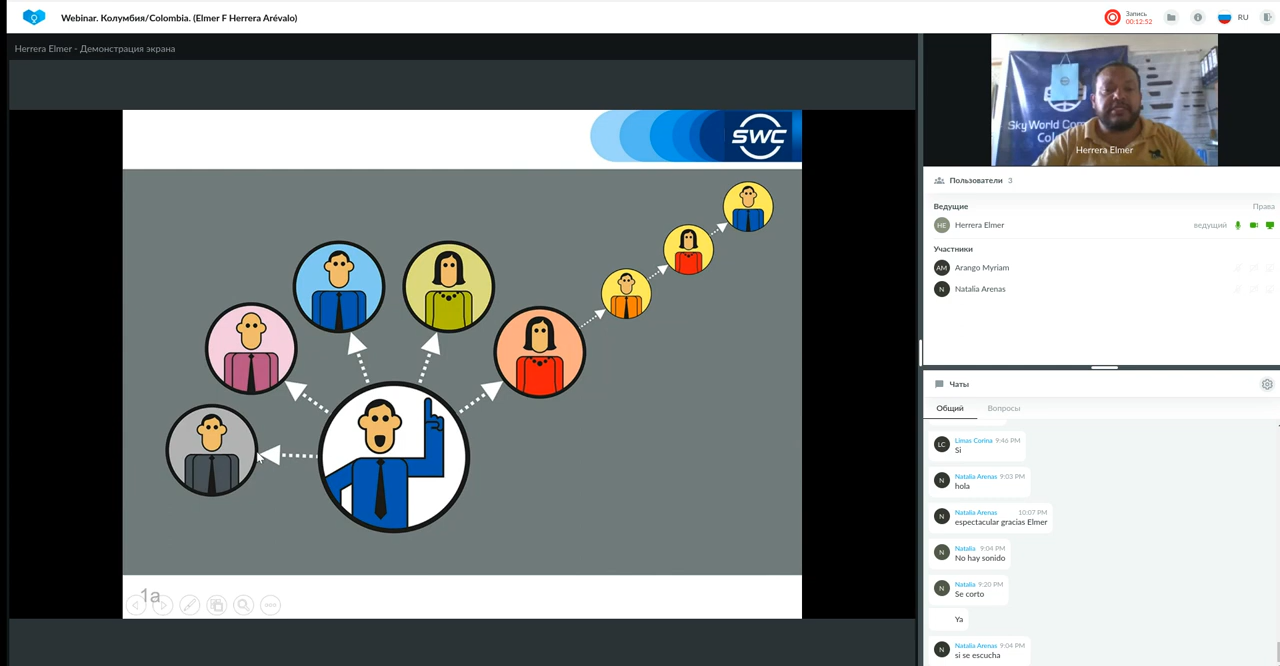 Webinar. Колумбия/Colombia. (Elmer F Herrera Arévalo)
Запись
00:12:52
RU
Herrera Elmer - Демонстрация экрана
SWC
1a
Sky World Com
Col
Herrera Elmer
Пользователи 3
Ведущие Права
HE Herrera Elmer ведущий
Участники
AM Arango Myriam
N Natalia Arenas
Чаты
Общий Вопросы
LC Limas Corina 9:46 PM
Si
N Natalia Arenas 9:03 PM
hola
N Natalia Arenas 10:07 PM
espectacular gracias Elmer
N Natalia 9:04 PM
No hay sonido
N Natalia 9:20 PM
Se corto
Ya
N Natalia Arenas 9:04 PM
si se escucha